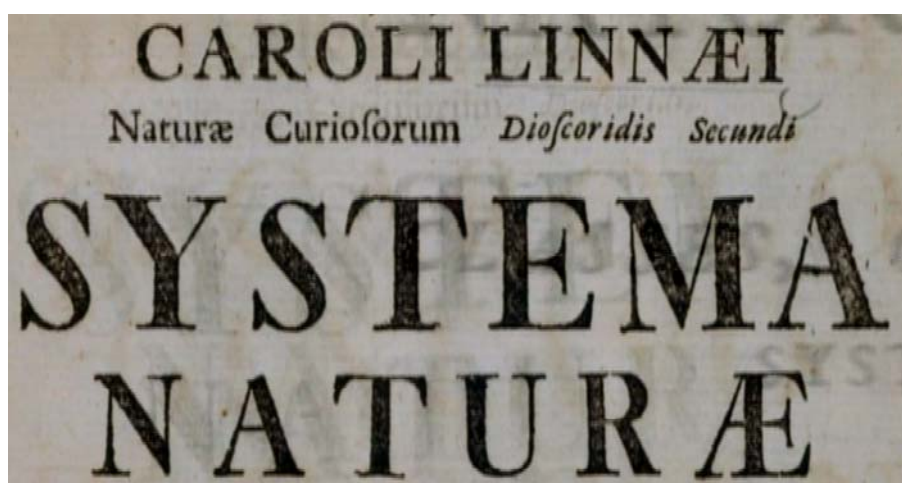 CAROLI LINNÆI
Naturæ Curioſorum Dioſcoridis Secundi
SYSTEMA
NATURÆ